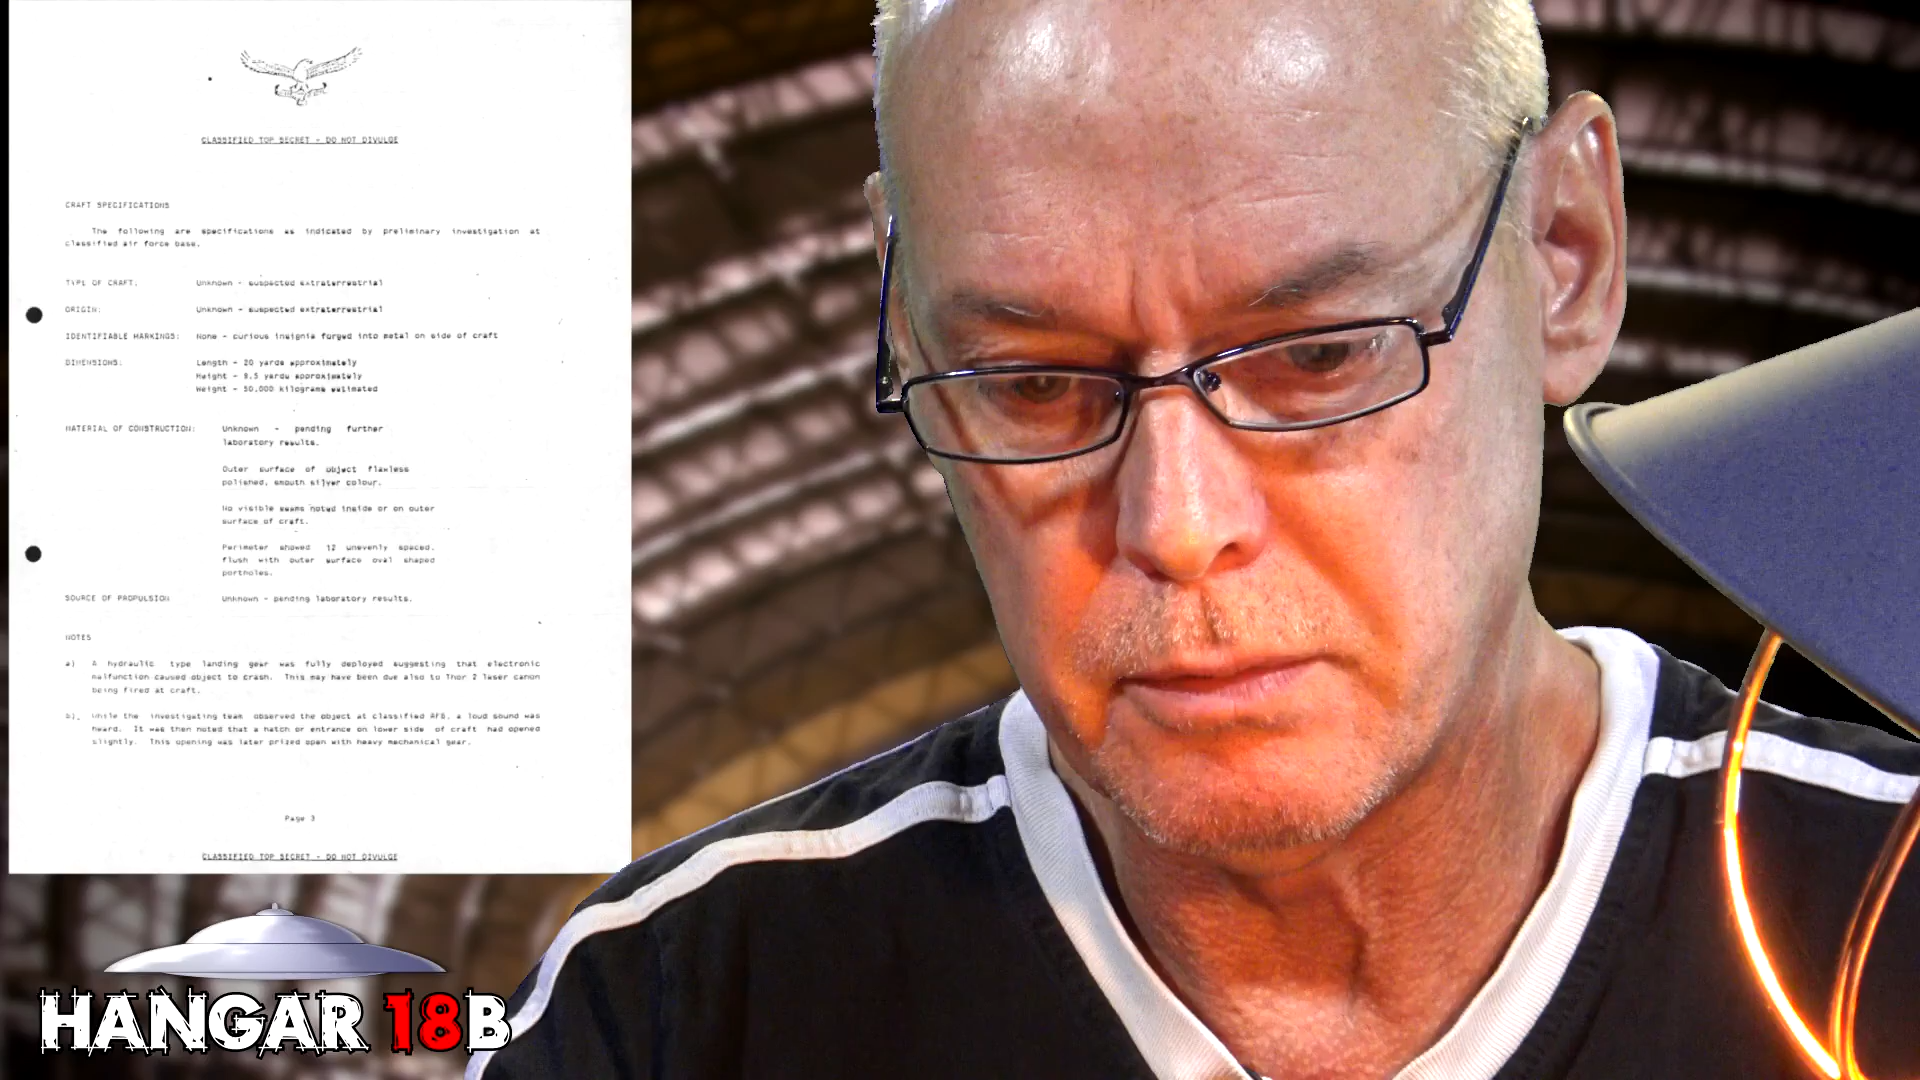 CLASSIFIED TOP SECRET - DO NOT DIVULGE
CRAFT SPECIFICATIONS
The following are specifications as indicated by preliminary investigation at
classified air force base.
TYPE OF CRAFT: Unknown - suspected extraterrestrial
ORIGIN: Unknown - suspected extraterrestrial
IDENTIFIABLE MARKINGS: None - curious insignia forged into metal on side of craft
DIMENSIONS: Length - 20 yards approximately
Height - 8.5 yards approximately
Weight - 50,000 kilograms estimated
MATERIAL OF CONSTRUCTION: Unknown - pending further
laboratory results.
Outer surface of object flawless
polished, smooth silver colour.
No visible seams noted inside or on outer
surface of craft.
Perimeter showed 12 unevenly spaced,
flush with outer surface oval shaped
portholes.
SOURCE OF PROPULSION Unknown - pending laboratory results.
NOTES
a) A hydraulic type landing gear was fully deployed suggesting that electronic
malfunction caused object to crash. This may have been due also to Thor 2 laser canon
being fired at craft.
b). While the investigating team observed the object at classified AFB, a loud sound was
heard. It was then noted that a hatch or entrance on lower side of craft had opened
slightly. This opening was later prized open with heavy mechanical gear.
Page 3
CLASSIFIED TOP SECRET - DO NOT DIVULGE
HANGAR 18B